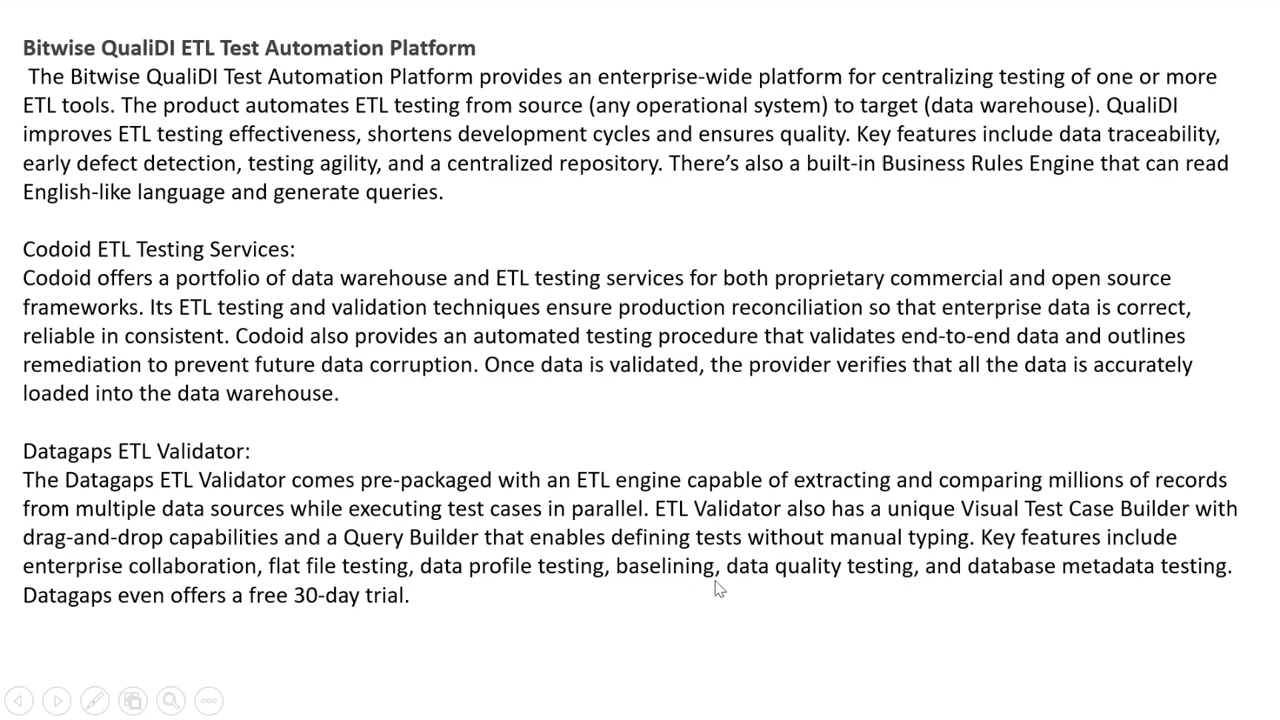 Bitwise QualiDI ETL Test Automation Platform
The Bitwise QualiDI Test Automation Platform provides an enterprise-wide platform for centralizing testing of one or more
ETL tools. The product automates ETL testing from source (any operational system) to target (data warehouse). QualiDI
improves ETL testing effectiveness, shortens development cycles and ensures quality. Key features include data traceability,
early defect detection, testing agility, and a centralized repository. There’s also a built-in Business Rules Engine that can read
English-like language and generate queries.
Codoid ETL Testing Services:
Codoid offers a portfolio of data warehouse and ETL testing services for both proprietary commercial and open source
frameworks. Its ETL testing and validation techniques ensure production reconciliation so that enterprise data is correct,
reliable in consistent. Codoid also provides an automated testing procedure that validates end-to-end data and outlines
remediation to prevent future data corruption. Once data is validated, the provider verifies that all the data is accurately
loaded into the data warehouse.
Datagaps ETL Validator:
The Datagaps ETL Validator comes pre-packaged with an ETL engine capable of extracting and comparing millions of records
from multiple data sources while executing test cases in parallel. ETL Validator also has a unique Visual Test Case Builder with
drag-and-drop capabilities and a Query Builder that enables defining tests without manual typing. Key features include
enterprise collaboration, flat file testing, data profile testing, baselining, data quality testing, and database metadata testing.
Datagaps even offers a free 30-day trial.